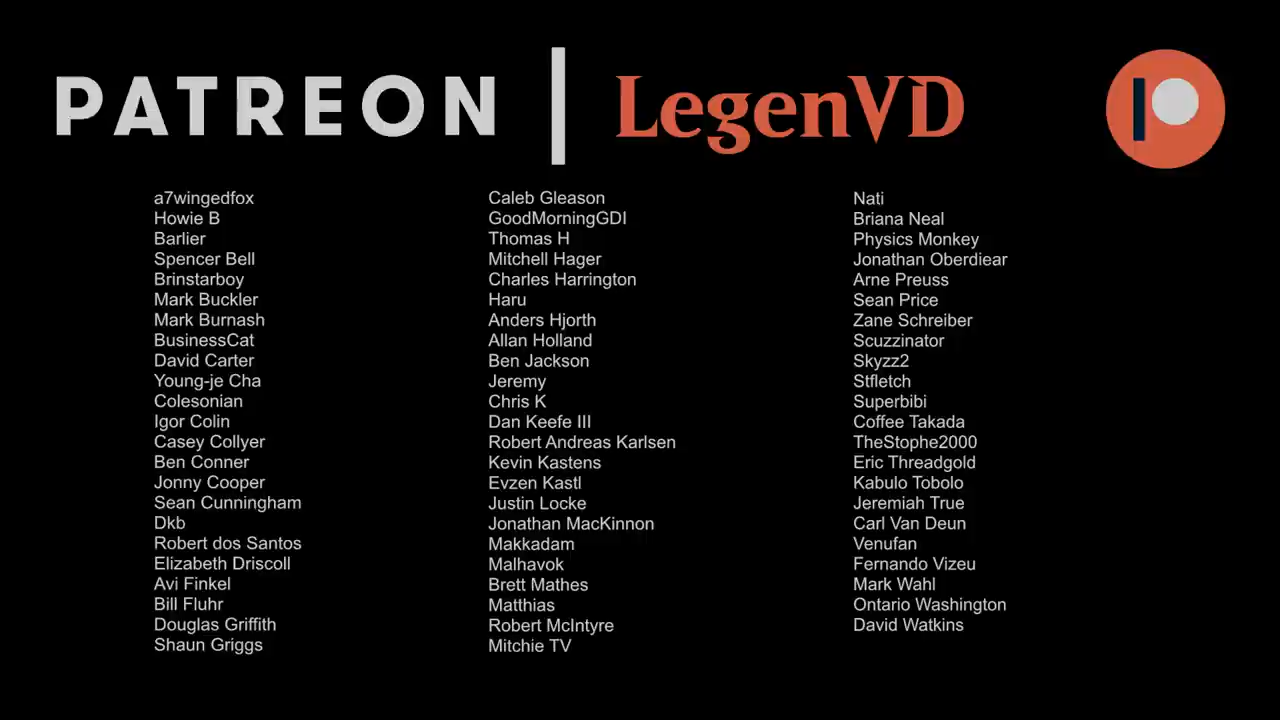 PATREON | LegenVD
a7wingedfox
Howie B
Barlier
Spencer Bell
Brinstarboy
Mark Buckler
Mark Burnash
BusinessCat
David Carter
Young-je Cha
Colesonian
Igor Colin
Casey Collyer
Ben Conner
Jonny Cooper
Sean Cunningham
Dkb
Robert dos Santos
Elizabeth Driscoll
Avi Finkel
Bill Fluhr
Douglas Griffith
Shaun Griggs
Caleb Gleason
GoodMorningGDI
Thomas H
Mitchell Hager
Charles Harrington
Haru
Anders Hjorth
Allan Holland
Ben Jackson
Jeremy
Chris K
Dan Keefe III
Robert Andreas Karlsen
Kevin Kastens
Evzen Kastl
Justin Locke
Jonathan MacKinnon
Makkadam
Malhavok
Brett Mathes
Matthias
Robert McIntyre
Mitchie TV
Nati
Briana Neal
Physics Monkey
Jonathan Oberdiear
Arne Preuss
Sean Price
Zane Schreiber
Scuzzinator
Skyzz2
Stfletch
Superbibi
Coffee Takada
TheStophe2000
Eric Threadgold
Kabulo Tobolo
Jeremiah True
Carl Van Deun
Venufan
Fernando Vizeu
Mark Wahl
Ontario Washington
David Watkins